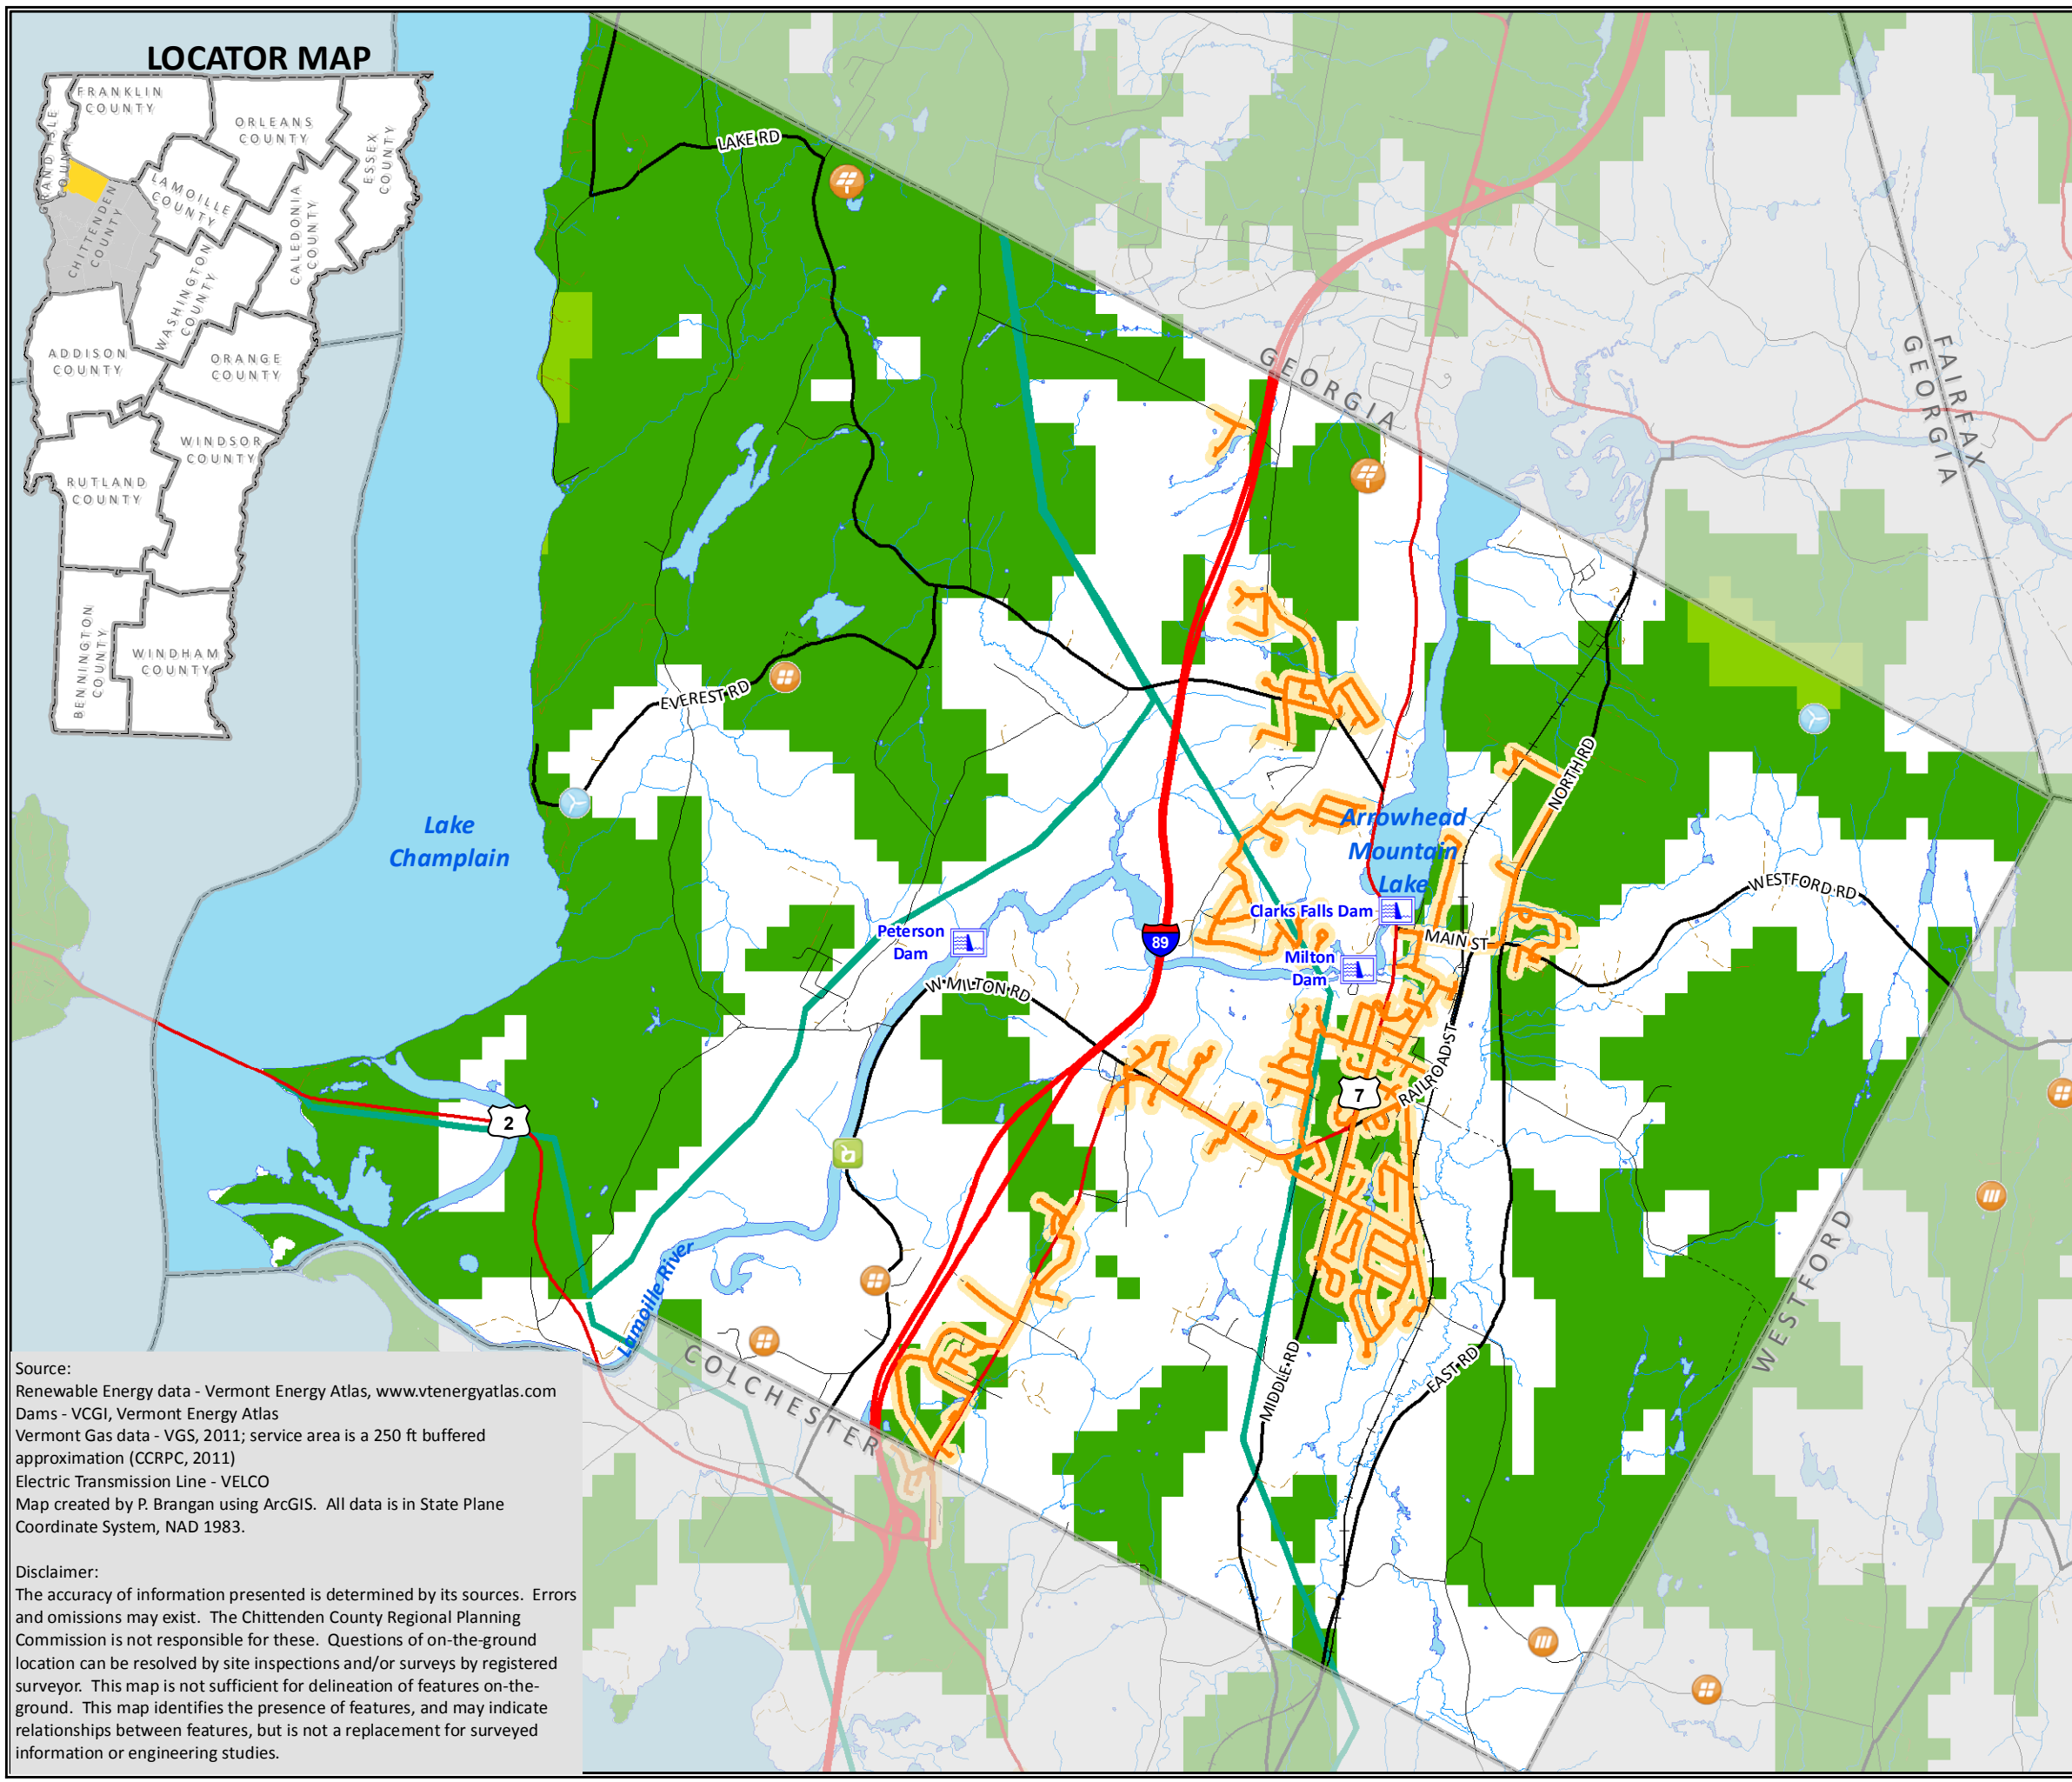 LOCATOR MAP
FRANKLIN
COUNTY
GRAND ISLE
COUNTY
ORLEANS
COUNTY
ESSEX
COUNTY
LAMOILLE
COUNTY
CHITTENDEN
COUNTY
CALEDONIA
COUNTY
WASHINGTON
COUNTY
ADDISON
COUNTY
ORANGE
COUNTY
WINDSOR
COUNTY
RUTLAND
COUNTY
BENNINGTON
COUNTY
WINDHAM
COUNTY
LAKE RD
GEORGIA
FAIRFAX
GEORGIA
EVEREST RD
NORTH RD
Lake
Champlain
Arrowhead
Mountain
Lake
WESTFORD RD
Clarks Falls Dam
Peterson
Dam
89
MAIN ST
Milton
Dam
W MILTON RD
RAILROAD ST
7
2
WESTFORD
Lamoille River
COLCHESTER
MIDDLE RD
EAST RD
Source:
Renewable Energy data - Vermont Energy Atlas, www.vtenergyatlas.com
Dams - VCGI, Vermont Energy Atlas
Vermont Gas data - VGS, 2011; service area is a 250 ft buffered
approximation (CCRPC, 2011)
Electric Transmission Line - VELCO
Map created by P. Brangan using ArcGIS.  All data is in State Plane
Coordinate System, NAD 1983.
Disclaimer:
The accuracy of information presented is determined by its sources.  Errors
and omissions may exist.  The Chittenden County Regional Planning
Commission is not responsible for these.  Questions of on-the-ground
location can be resolved by site inspections and/or surveys by registered
surveyor.  This map is not sufficient for delineation of features on-the-
ground.  This map identifies the presence of features, and may indicate
relationships between features, but is not a replacement for surveyed
information or engineering studies.